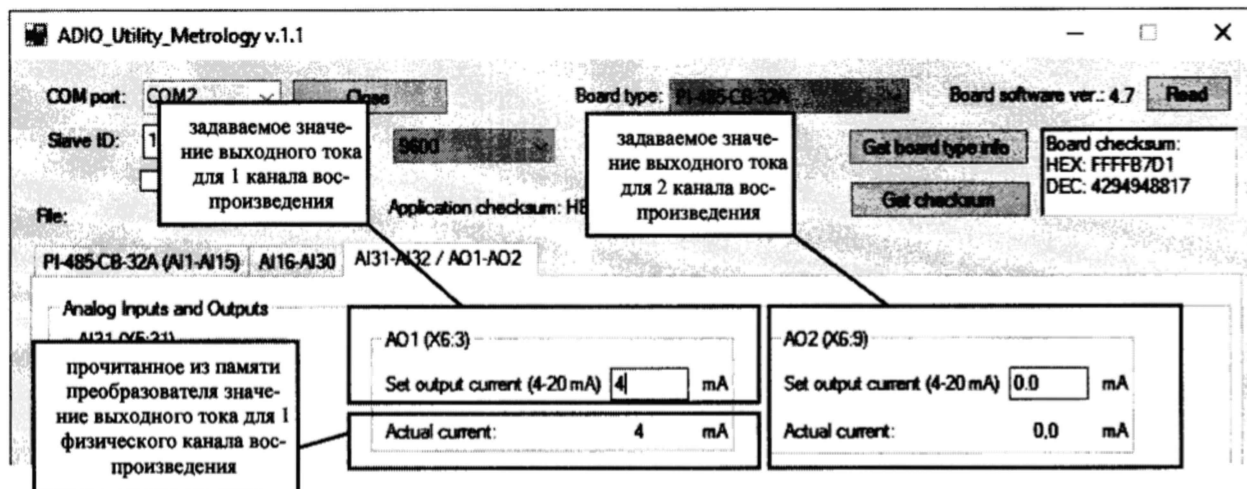 ADIO_Utility_Metrology v.1.1
COM port: COM2 Close Board type: PI-485-CB-32A Board software ver.: 4.7 Read
Slave ID: 1 9600 Get board type info
задаваемое значе-
ние выходного тока
для 1 канала вос-
произведения
задаваемое значе-
ние выходного тока
для 2 канала вос-
произведения
Board checksum:
HEX: FFFFB7D1
DEC: 4294948817
Get checksum
File: Application checksum:
PI-485-CB-32A (AI1-AI15) AI16-AI30 AI31-AI32 / AO1-AO2
Analog Inputs and Outputs
AI31 (X5:31)
прочитанное из памяти
преобразователя значе-
ние выходного тока для 1
физического канала вос-
произведения
AO1 (X6:3)
Set output current (4-20 mA) 4 mA
Actual current: 4 mA
AO2 (X6:9)
Set output current (4-20 mA) 0.0 mA
Actual current: 0,0 mA